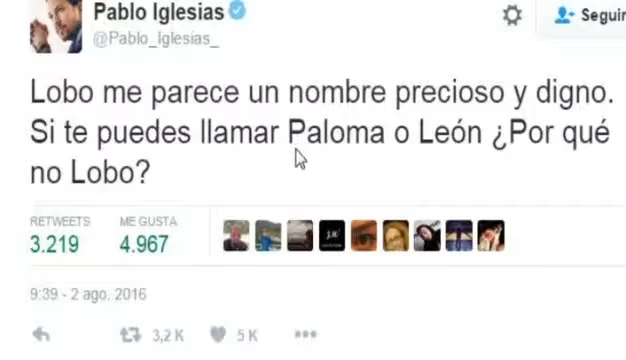 Pablo Iglesias
Seguir
@Pablo_Iglesias_
Lobo me parece un nombre precioso y digno.
Si te puedes llamar Paloma o León ¿Por qué
no Lobo?
RETWEETS ME GUSTA
3.219 4.967
9:39 - 2 ago. 2016
3,2 K 5 K